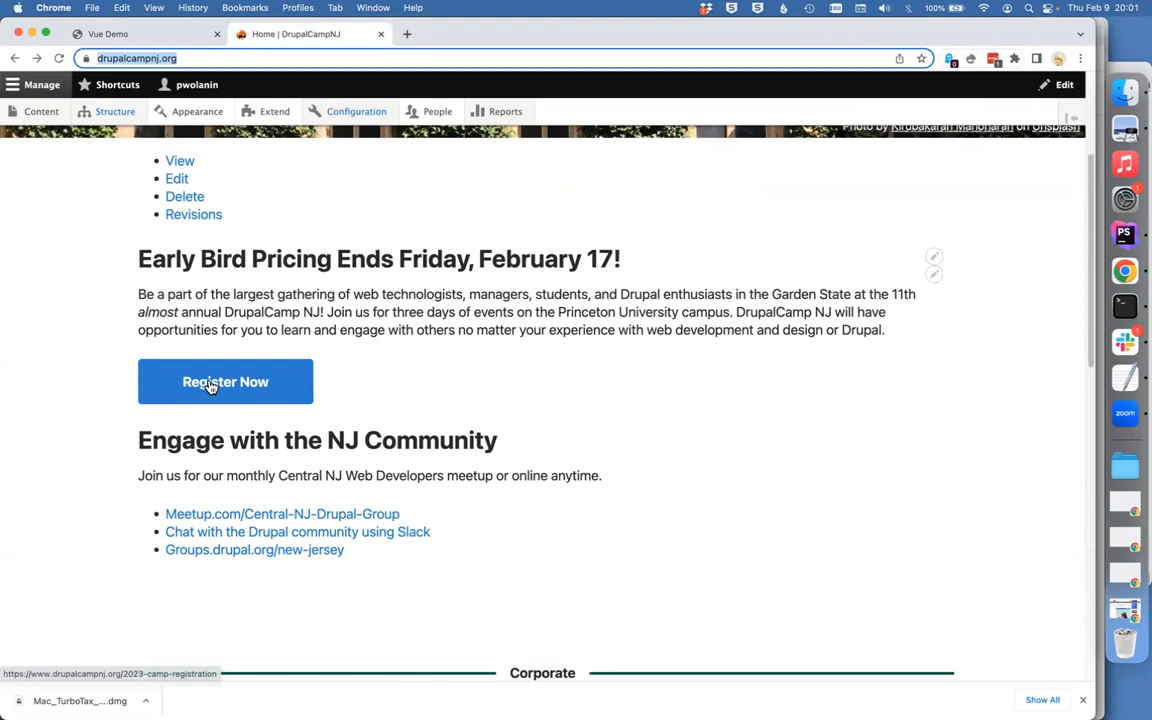 Chrome File Edit View History Bookmarks Profiles Tab Window Help 100% Thu Feb 9 20:01
Vue Demo Home | DrupalCampNJ
drupalcampnj.org
Manage Shortcuts pwolanin Edit
Content Structure Appearance Extend Configuration People Reports
Photo by Kirubakaran Manoharan on Unsplash
View
Edit
Delete
Revisions
Early Bird Pricing Ends Friday, February 17!
Be a part of the largest gathering of web technologists, managers, students, and Drupal enthusiasts in the Garden State at the 11th
almost annual DrupalCamp NJ! Join us for three days of events on the Princeton University campus. DrupalCamp NJ will have
opportunities for you to learn and engage with others no matter your experience with web development and design or Drupal.
Register Now
Engage with the NJ Community
Join us for our monthly Central NJ Web Developers meetup or online anytime.
Meetup.com/Central-NJ-Drupal-Group
Chat with the Drupal community using Slack
Groups.drupal.org/new-jersey
Corporate
https://www.drupalcampnj.org/2023-camp-registration
Mac_TurboTax_....dmg Show All
PS
zoom